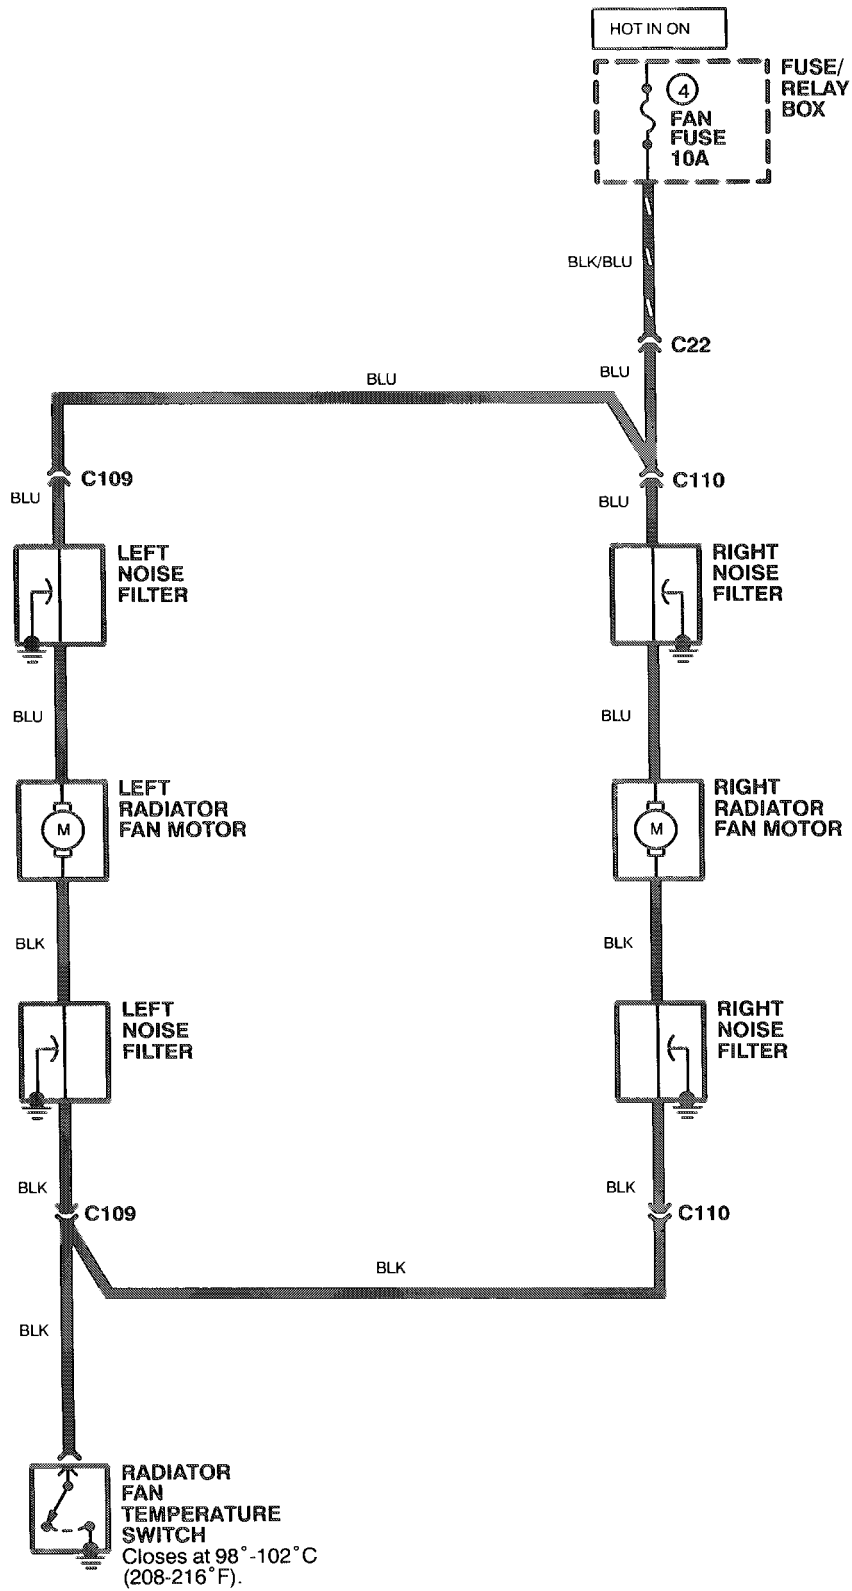 HOT IN ON
FUSE/
RELAY
BOX
4
FAN
FUSE
10A
BLK/BLU
C22
BLU
BLU
C109
BLU
C110
BLU
LEFT
NOISE
FILTER
RIGHT
NOISE
FILTER
BLU
BLU
LEFT
RADIATOR
FAN MOTOR
M
RIGHT
RADIATOR
FAN MOTOR
M
BLK
BLK
LEFT
NOISE
FILTER
RIGHT
NOISE
FILTER
BLK
C109
BLK
C110
BLK
BLK
RADIATOR
FAN
TEMPERATURE
SWITCH
Closes at 98˚-102˚C
(208-216˚F).